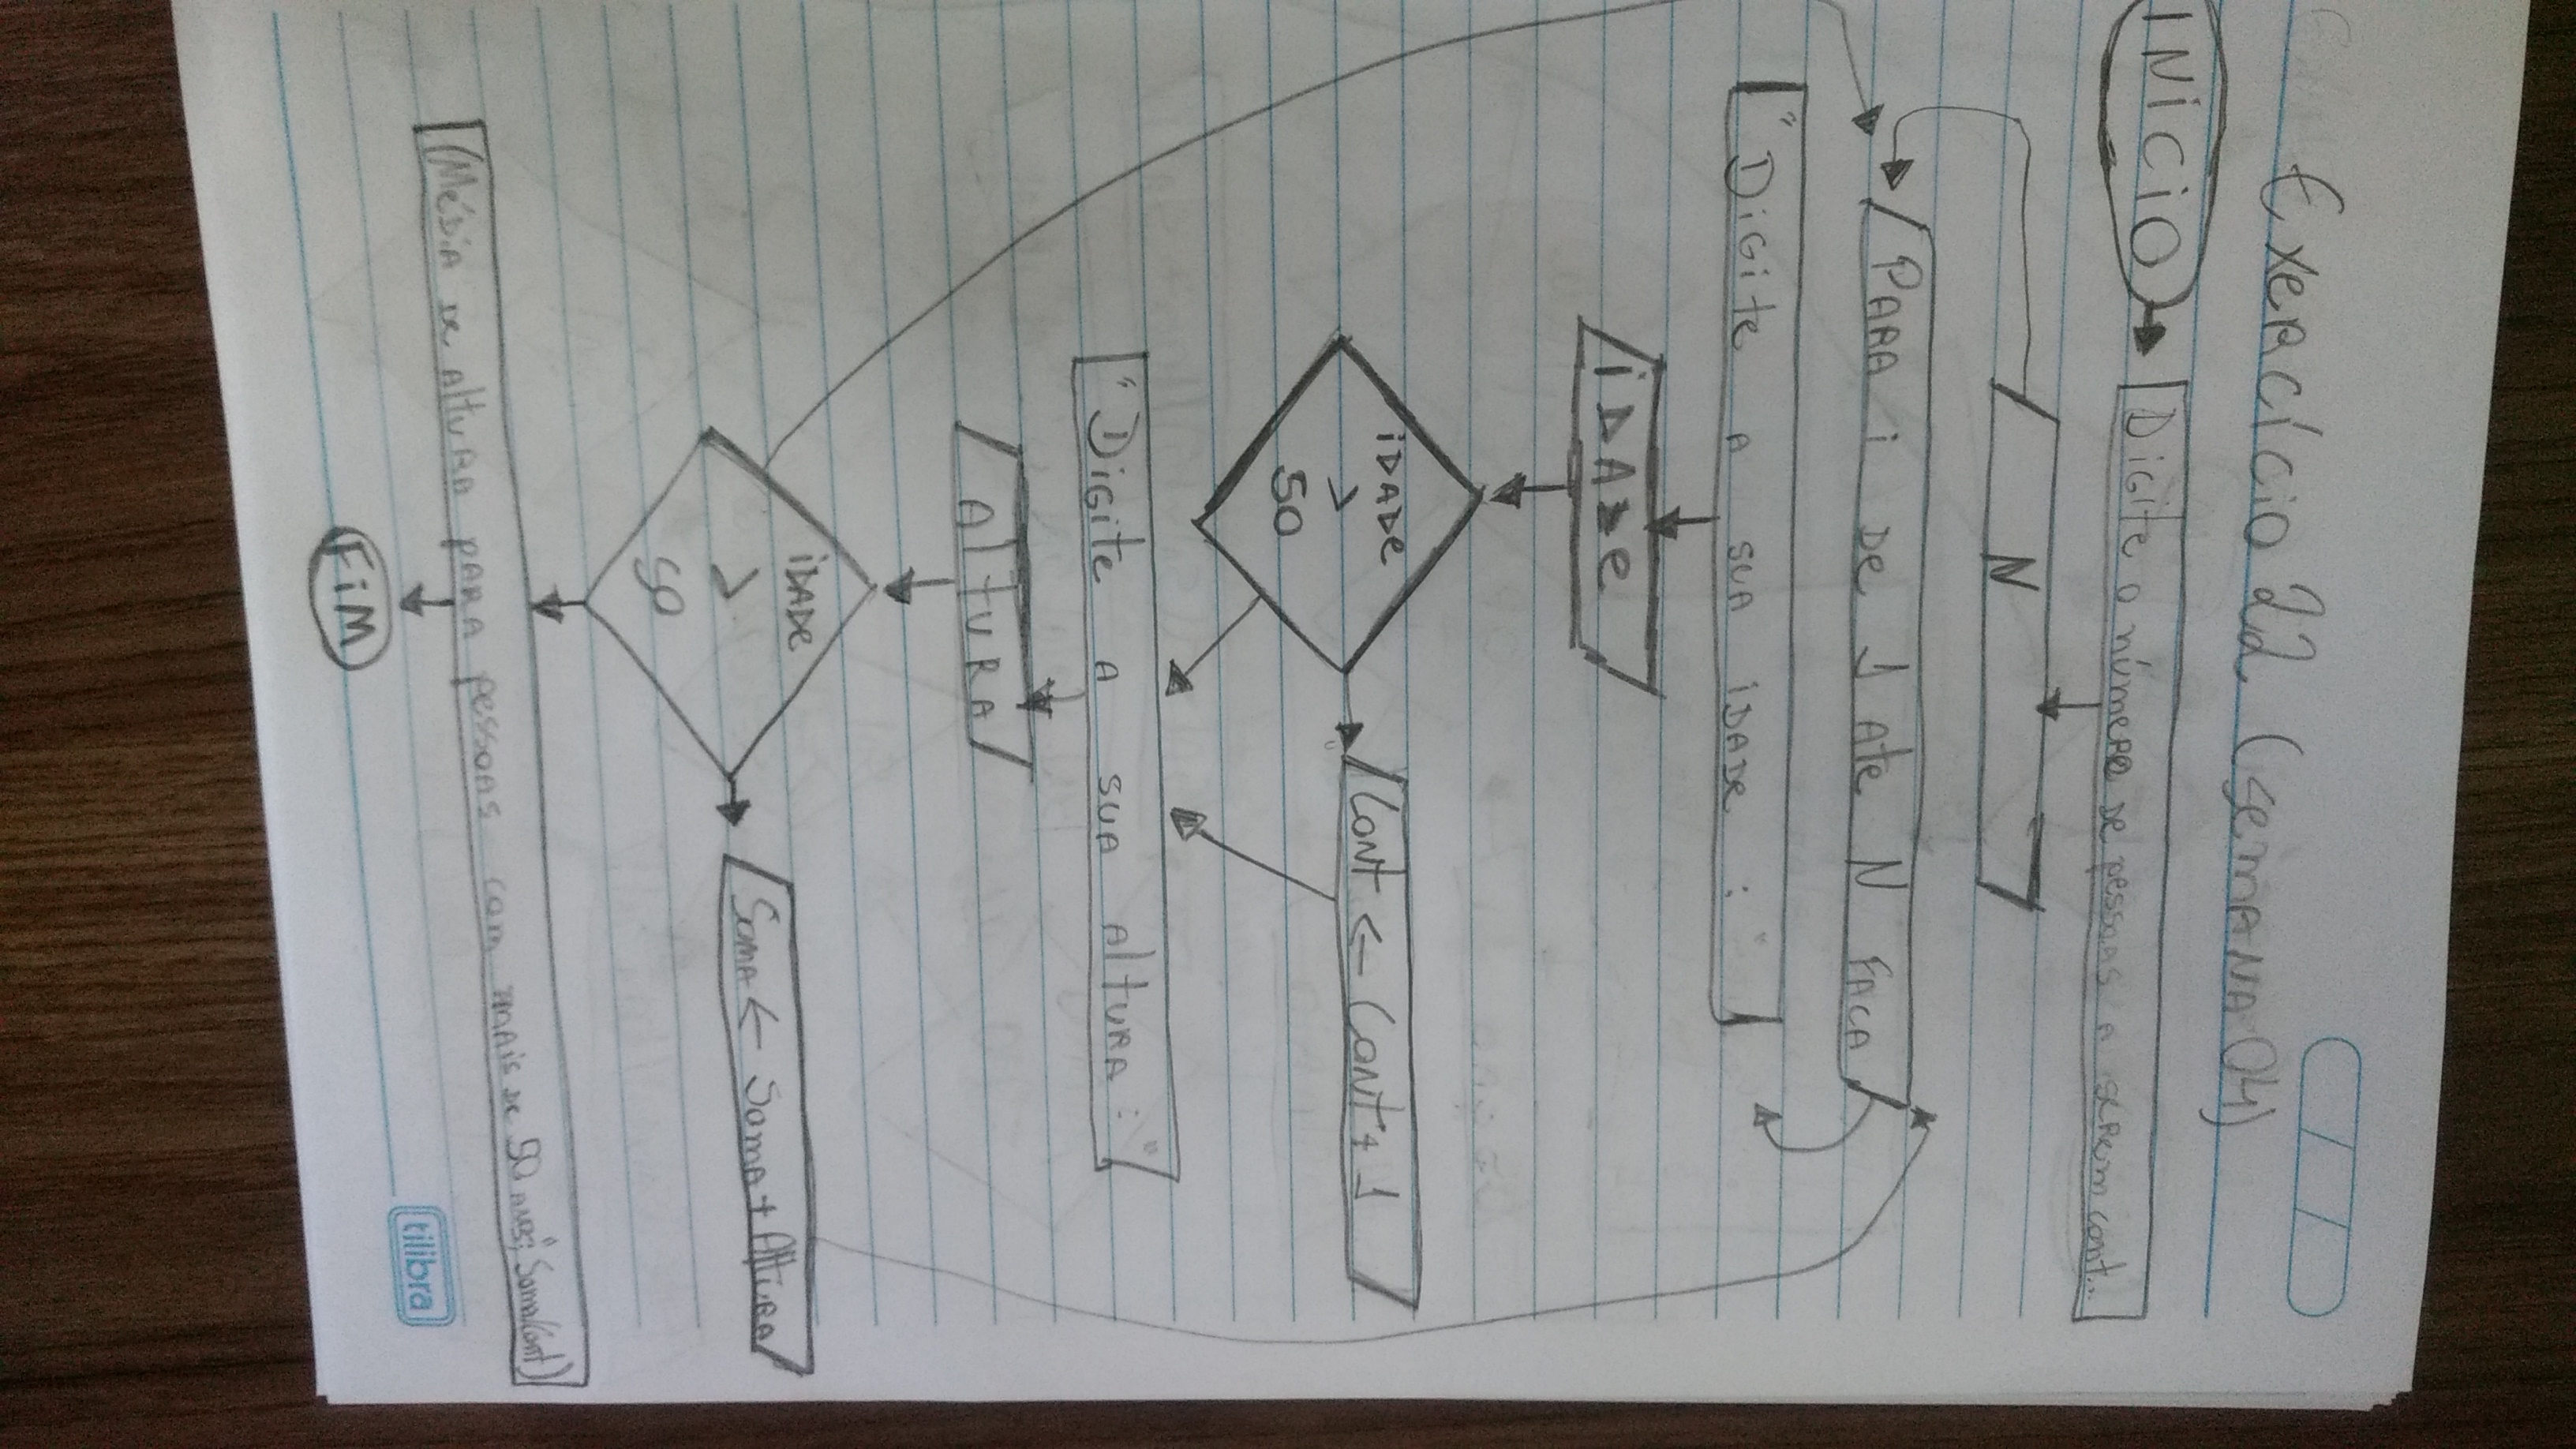 Exercício 22 (semANA 04)
INICIO
Digite o número de pessoas a serem cont...
N
PARA i De 1 Ate N FACA
"Digite A SUA iDADe :"
iDADe
iDADe
>
50
Cont ← Cont + 1
"Digite A SUA AltURA :"
AltURA
iDADe
>
50
Soma ← Soma + AltURA
(Média de AltURA PARA pessoas com mais de 50 anos", Soma/Cont)
FiM
tilibra